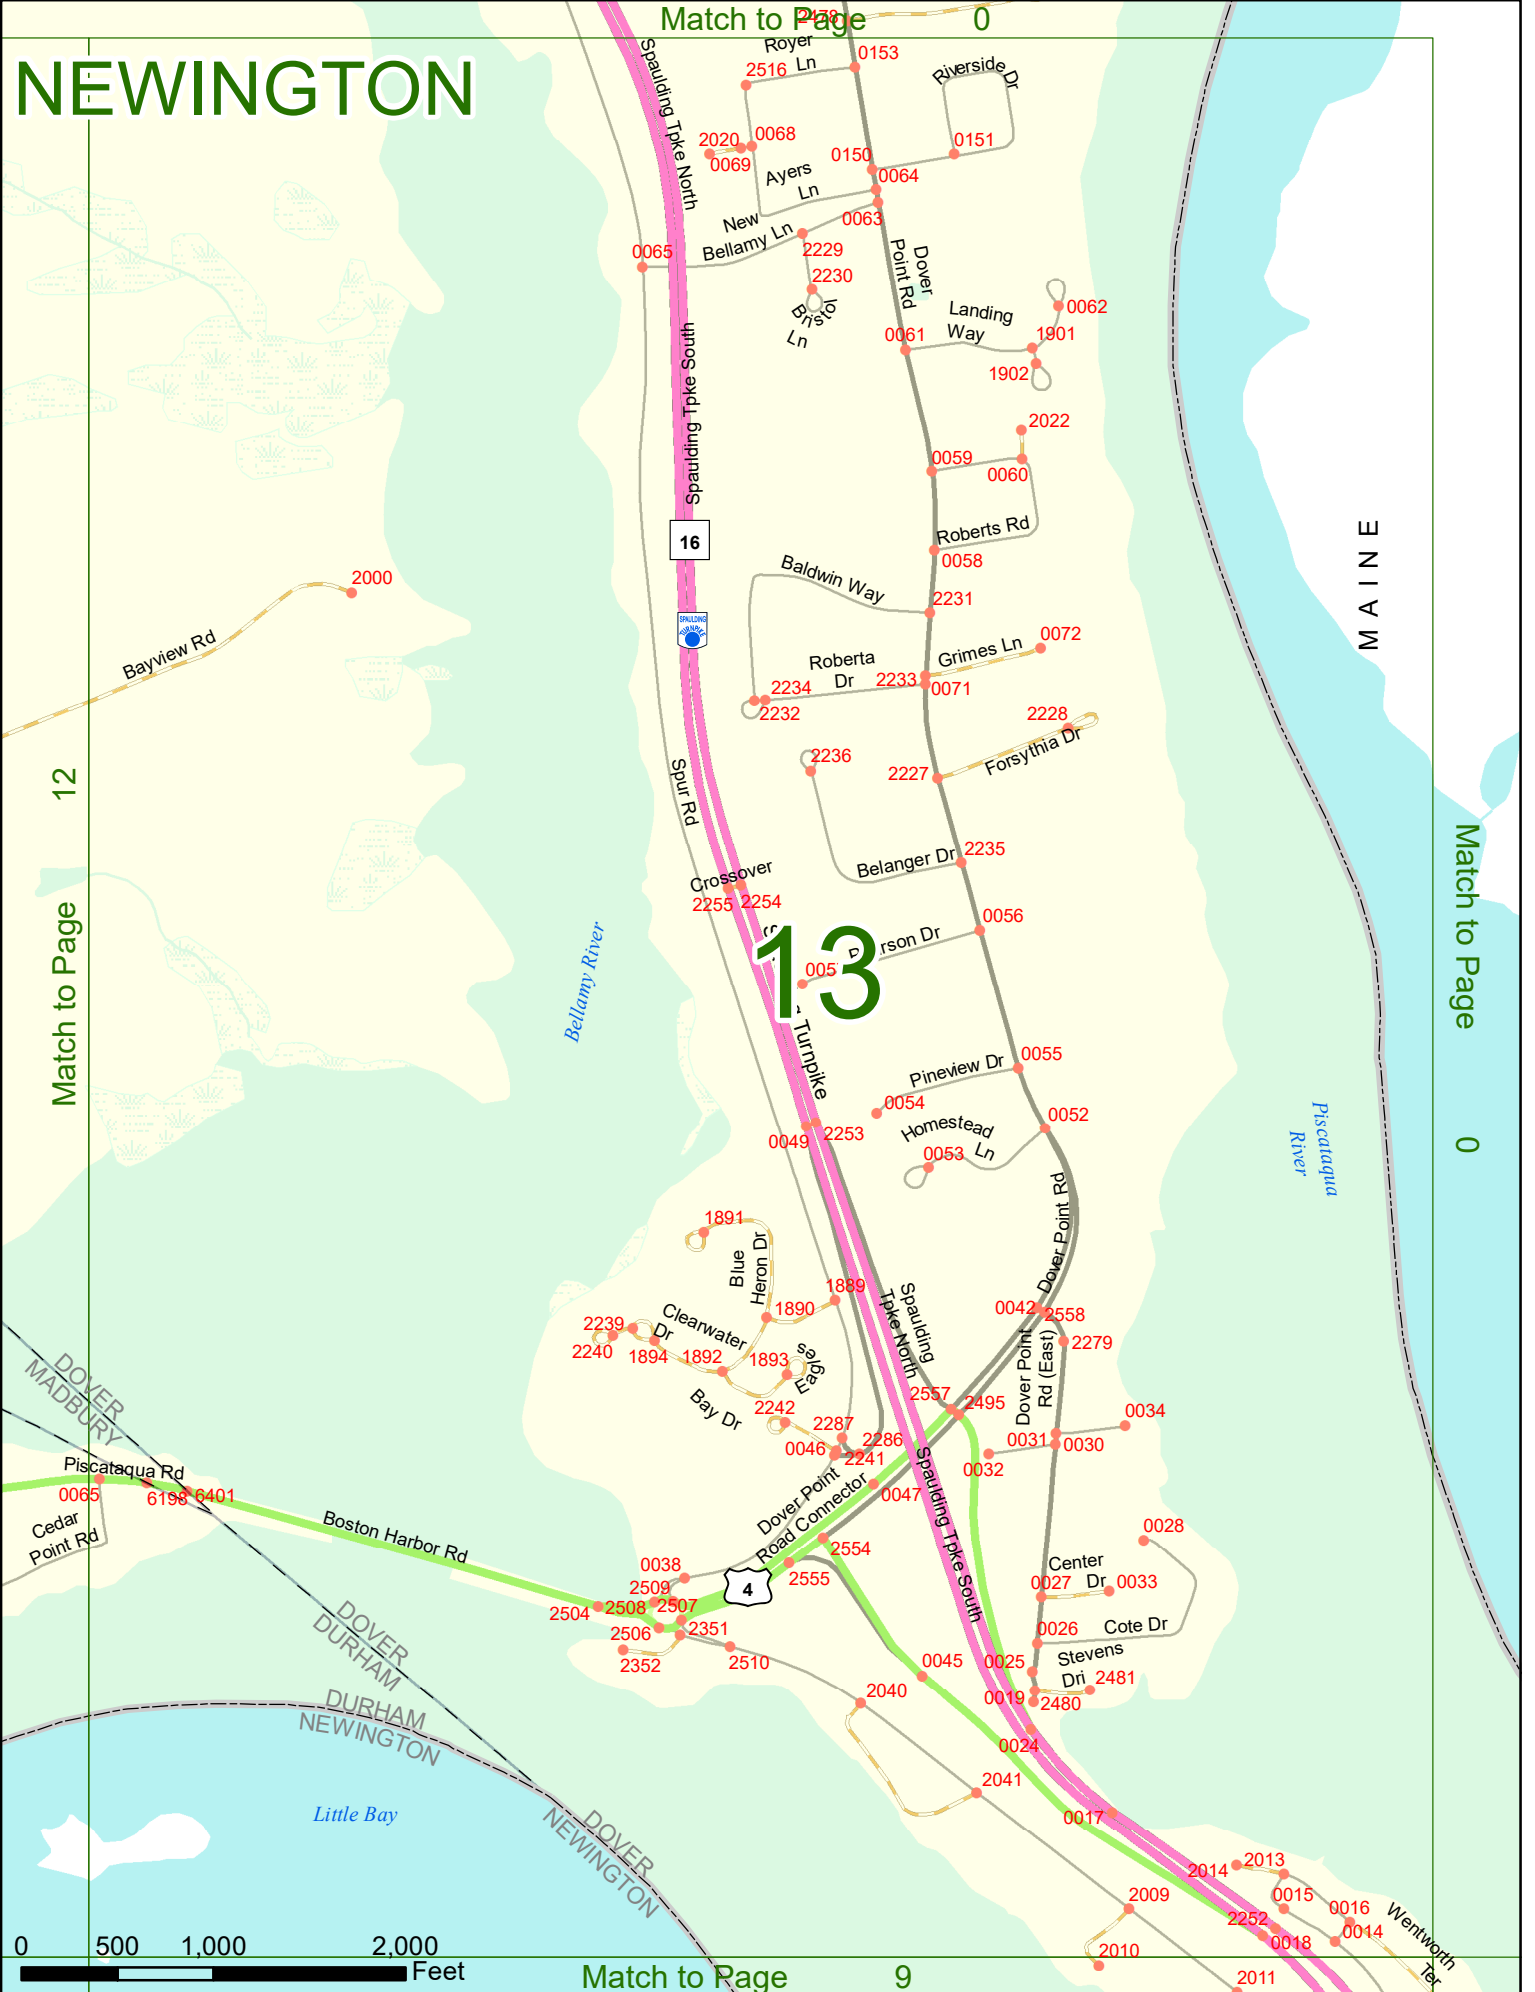 Match to Page 0
NEWINGTON
2478
Royer
Ln
0153
2516
Riverside Dr
Spaulding Tpke North
2020
0068
0069
0150
0151
Ayers
Ln
0064
0063
New
Bellamy Ln
0065
2229
2230
Bristol
Ln
Dover
Point Rd
Landing
Way
0062
0061
1901
1902
Spaulding Tpke South
2022
0059
0060
16
Roberts Rd
0058
MAINE
2000
Bayview Rd
Baldwin Way
2231
SPAULDING
TURNPIKE
Grimes Ln
0072
Roberta
Dr
2233
0071
2234
2232
2228
Forsythia Dr
2236
2227
Spur Rd
12
Match to Page
Match to Page
0
Belanger Dr
2235
Crossover
2255
2254
0056
13
Turnpike
Bellamy River
0055
Pineview Dr
0054
0052
Homestead
Ln
0053
0049
2253
Piscataqua
River
Dover Point Rd
1891
Blue
Heron Dr
1889
1890
Spaulding
Tpke North
0042
2558
2279
Clearwater
Dr
2239
2240
1894
1892
1893
Eagles
Bay Dr
Dover Point
Rd (East)
2557
2495
2242
2287
2286
0046
2241
0034
0031
0030
0032
DOVER
MADBURY
Piscataqua Rd
0065
6198
6401
Cedar
Point Rd
Boston Harbor Rd
Dover Point
Road Connector
0047
Spaulding Tpke South
2554
2555
0028
0038
4
Center
Dr
0027
0033
2509
2504
2508
2507
2506
2351
2352
2510
0026
Cote Dr
DOVER
DURHAM
0045
0025
Stevens
Dri
2481
0019
2480
2040
0024
DURHAM
NEWINGTON
2041
0017
Little Bay
DOVER
NEWINGTON
2014
2013
0015
0016
2009
2252
0018
0014
Wentworth
Ter
2010
2011
0 500 1,000 2,000
Feet
Match to Page 9